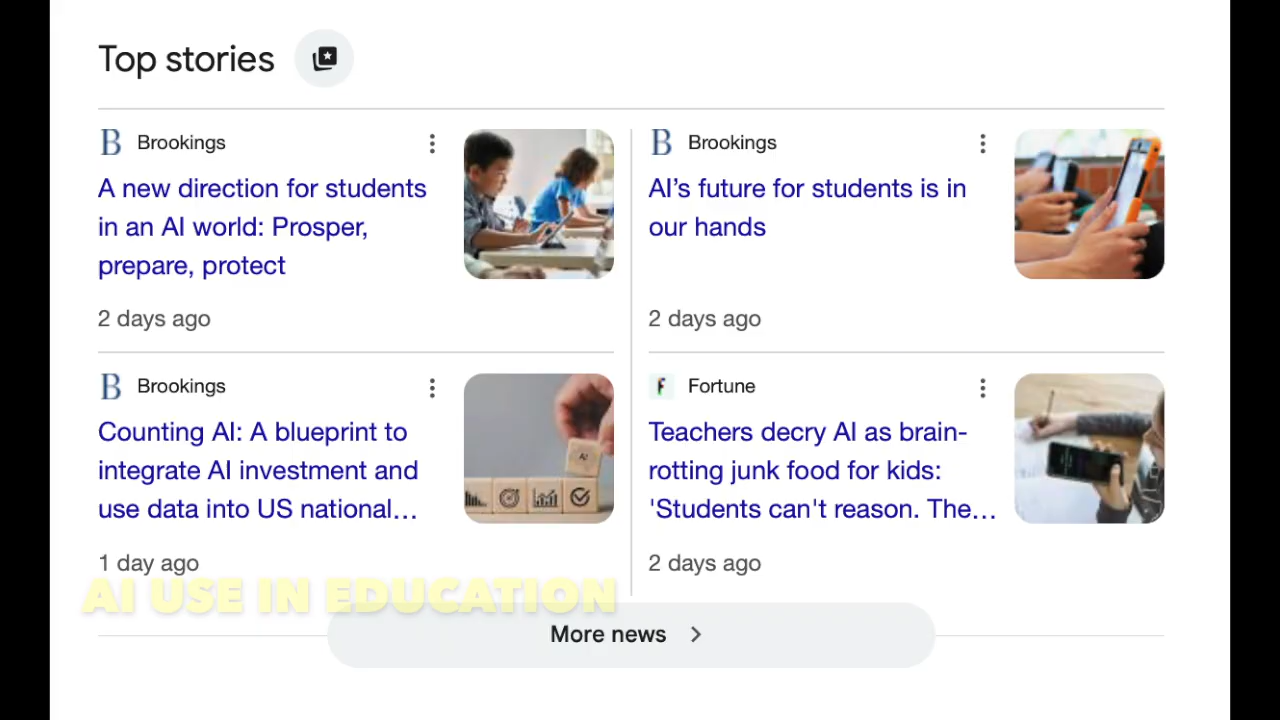 Top stories
Brookings
A new direction for students
in an AI world: Prosper,
prepare, protect
2 days ago
Brookings
AI’s future for students is in
our hands
2 days ago
Brookings
Counting AI: A blueprint to
integrate AI investment and
use data into US national...
1 day ago
Fortune
Teachers decry AI as brain-
rotting junk food for kids:
'Students can't reason. The...
2 days ago
AI USE IN EDUCATION
More news